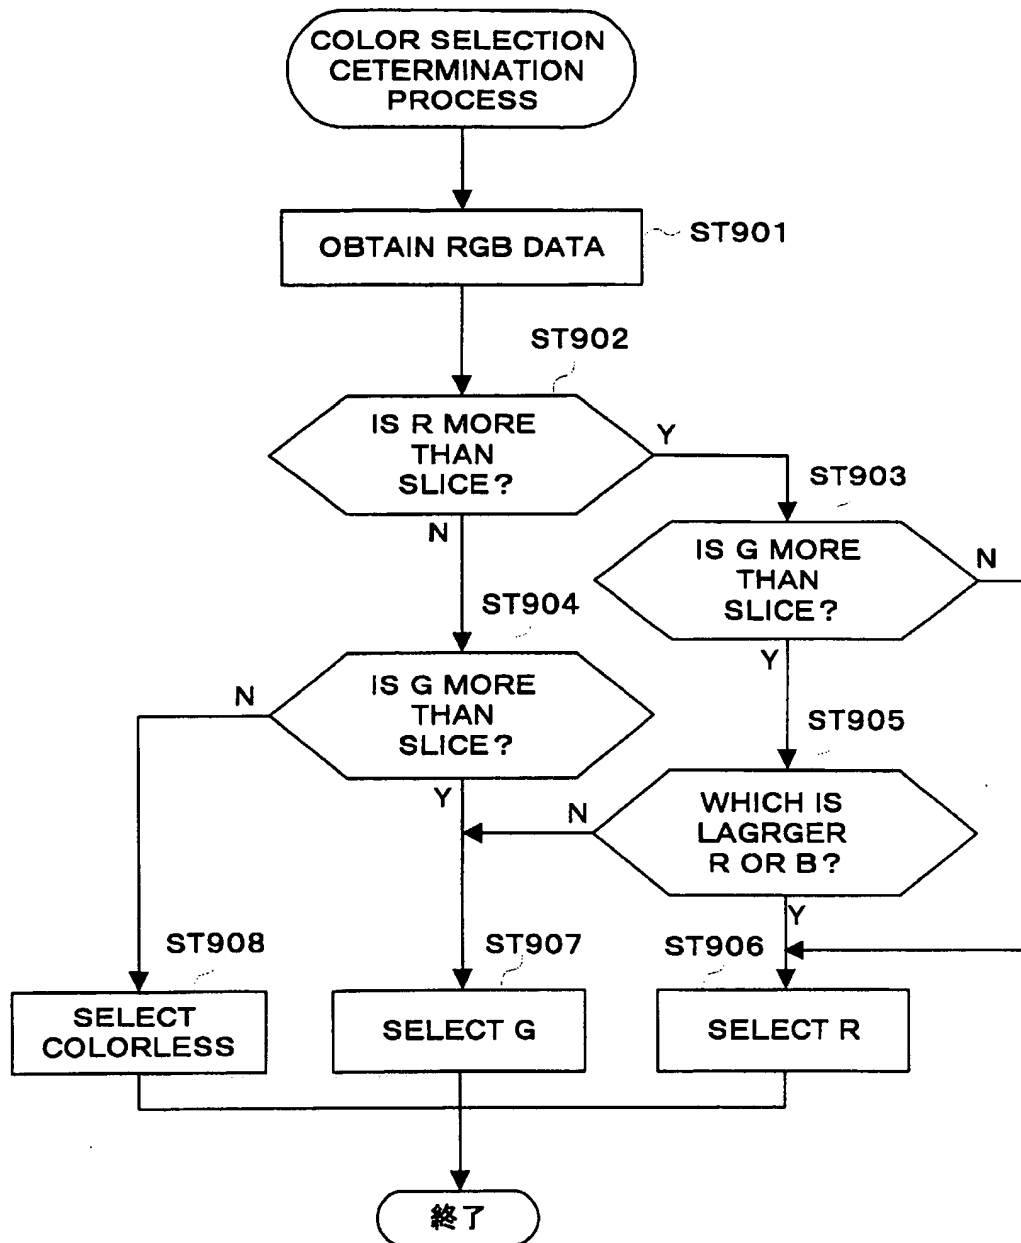 COLOR SELECTION
CETERMINATION
PROCESS
OBTAIN RGB DATA
ST901
ST902
IS R MORE
THAN
SLICE?
Y
N
ST903
IS G MORE
THAN
SLICE?
N
Y
ST904
IS G MORE
THAN
SLICE?
N
Y
ST905
WHICH IS
LAGRGER
R OR B?
N
Y
ST908
SELECT
COLORLESS
ST907
SELECT G
ST906
SELECT R
終了